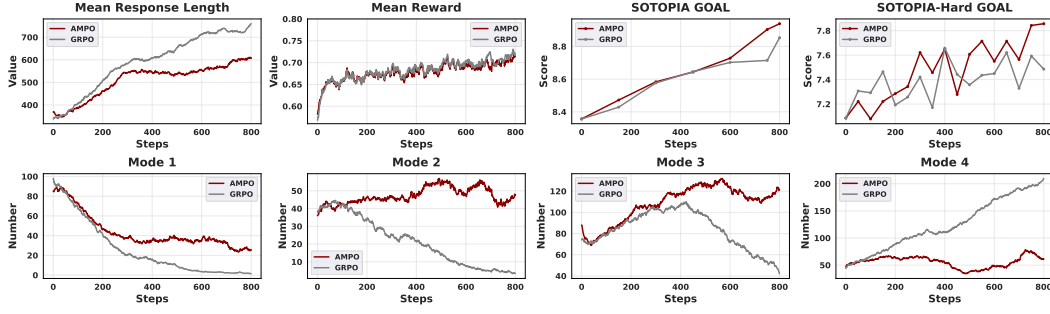 Mean Response Length
Mean Reward
SOTOPIA GOAL
SOTOPIA-Hard GOAL
Value
700
600
500
400
AMPO
GRPO
0 200 400 600 800
Steps
Value
0.80
0.75
0.70
0.65
0.60
AMPO
GRPO
0 200 400 600 800
Steps
Score
8.8
8.6
8.4
AMPO
GRPO
0 200 400 600 800
Steps
Score
7.8
7.6
7.4
7.2
AMPO
GRPO
0 200 400 600 800
Steps
Mode 1
Mode 2
Mode 3
Mode 4
Number
100
80
60
40
20
0
AMPO
GRPO
0 200 400 600 800
Steps
Number
50
40
30
20
10
AMPO
GRPO
0 200 400 600 800
Steps
Number
120
100
80
60
40
AMPO
GRPO
0 200 400 600 800
Steps
Number
200
150
100
50
AMPO
GRPO
0 200 400 600 800
Steps